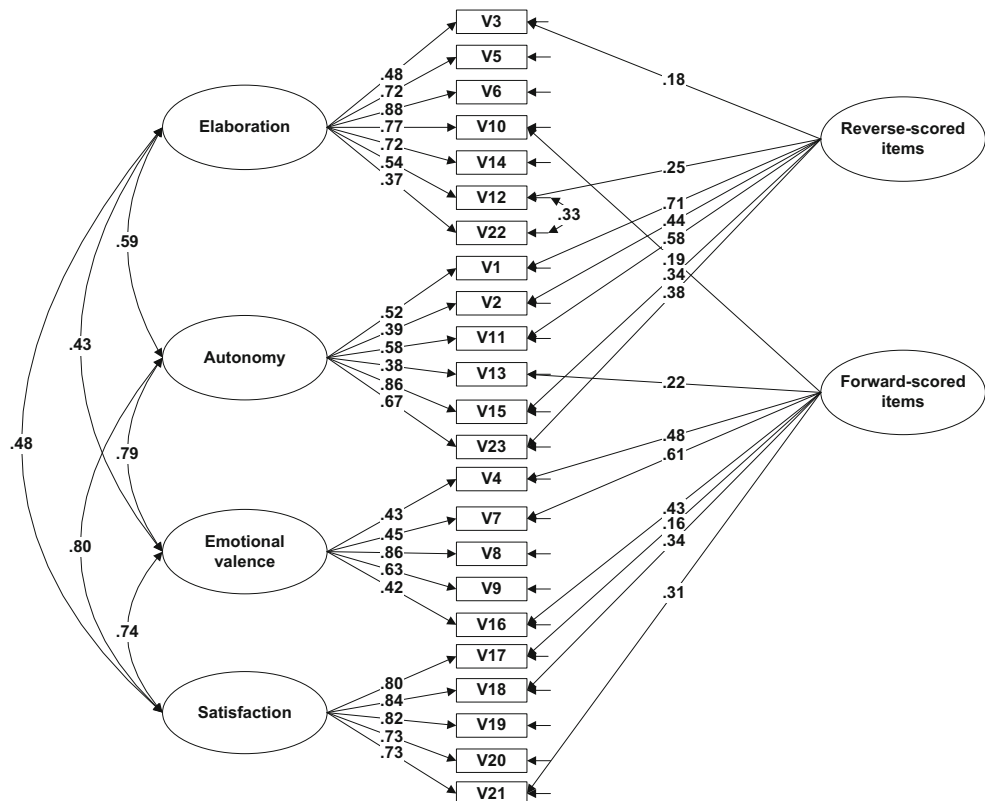 V3
V5
V6
V10
V14
V12
V22
V1
V2
V11
V13
V15
V23
V4
V7
V8
V9
V16
V17
V18
V19
V20
V21
Elaboration
Autonomy
Emotional
valence
Satisfaction
Reverse-scored
items
Forward-scored
items
.48
.72
.88
.77
.72
.54
.37
.33
.52
.39
.58
.38
.86
.67
.43
.45
.86
.63
.42
.80
.84
.82
.73
.73
.59
.43
.48
.79
.80
.74
.18
.25
.71
.44
.58
.19
.34
.38
.22
.48
.61
.43
.16
.34
.31